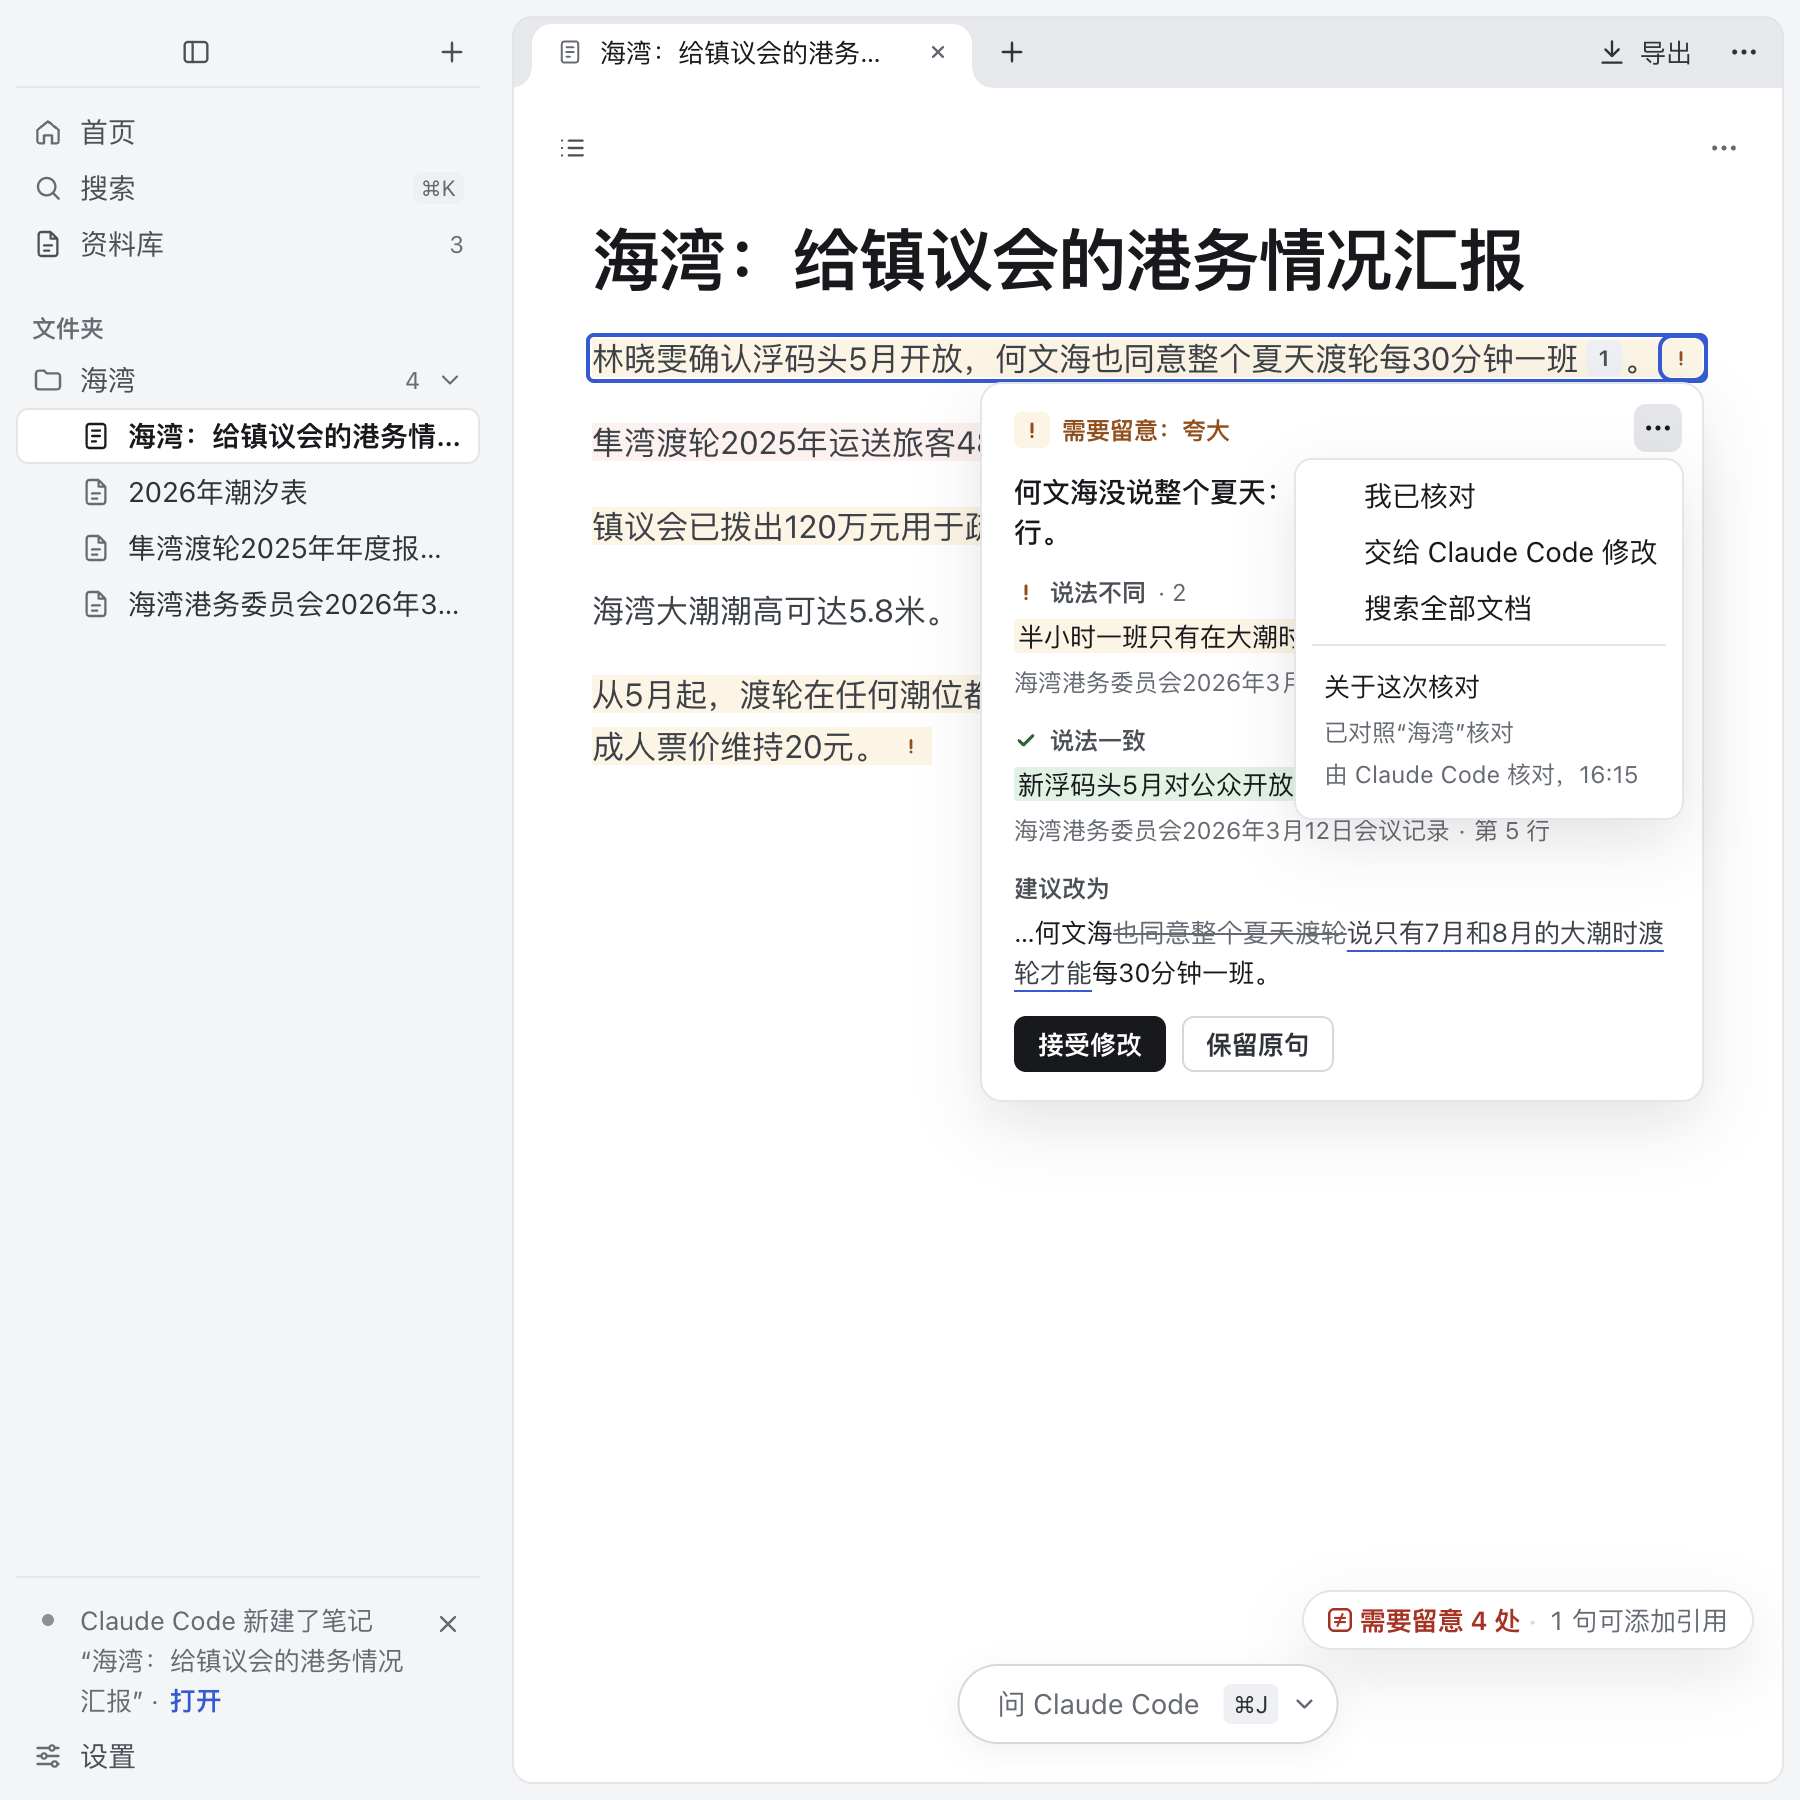 首页
搜索 ⌘K
资料库 3
文件夹
海湾 4
海湾：给镇议会的港务情…
2026年潮汐表
隼湾渡轮2025年年度报…
海湾港务委员会2026年3…
Claude Code 新建了笔记
“海湾：给镇议会的港务情况
汇报” · 打开
设置
海湾：给镇议会的港务… 导出
海湾：给镇议会的港务情况汇报
林晓雯确认浮码头5月开放，何文海也同意整个夏天渡轮每30分钟一班 1 。 !
隼湾渡轮2025年运送旅客4
镇议会已拨出120万元用于
海湾大潮潮高可达5.8米。
从5月起，渡轮在任何潮位都
成人票价维持20元。 !
! 需要留意：夸大
何文海没说整个夏天：
行。
! 说法不同 · 2
半小时一班只有在大潮时
海湾港务委员会2026年3月
说法一致
新浮码头5月对公众开放
海湾港务委员会2026年3月12日会议记录 · 第 5 行
建议改为
…何文海也同意整个夏天渡轮说只有7月和8月的大潮时渡
轮才能每30分钟一班。
接受修改 保留原句
我已核对
交给 Claude Code 修改
搜索全部文档
关于这次核对
已对照“海湾”核对
由 Claude Code 核对，16:15
需要留意 4 处 · 1 句可添加引用
问 Claude Code ⌘J